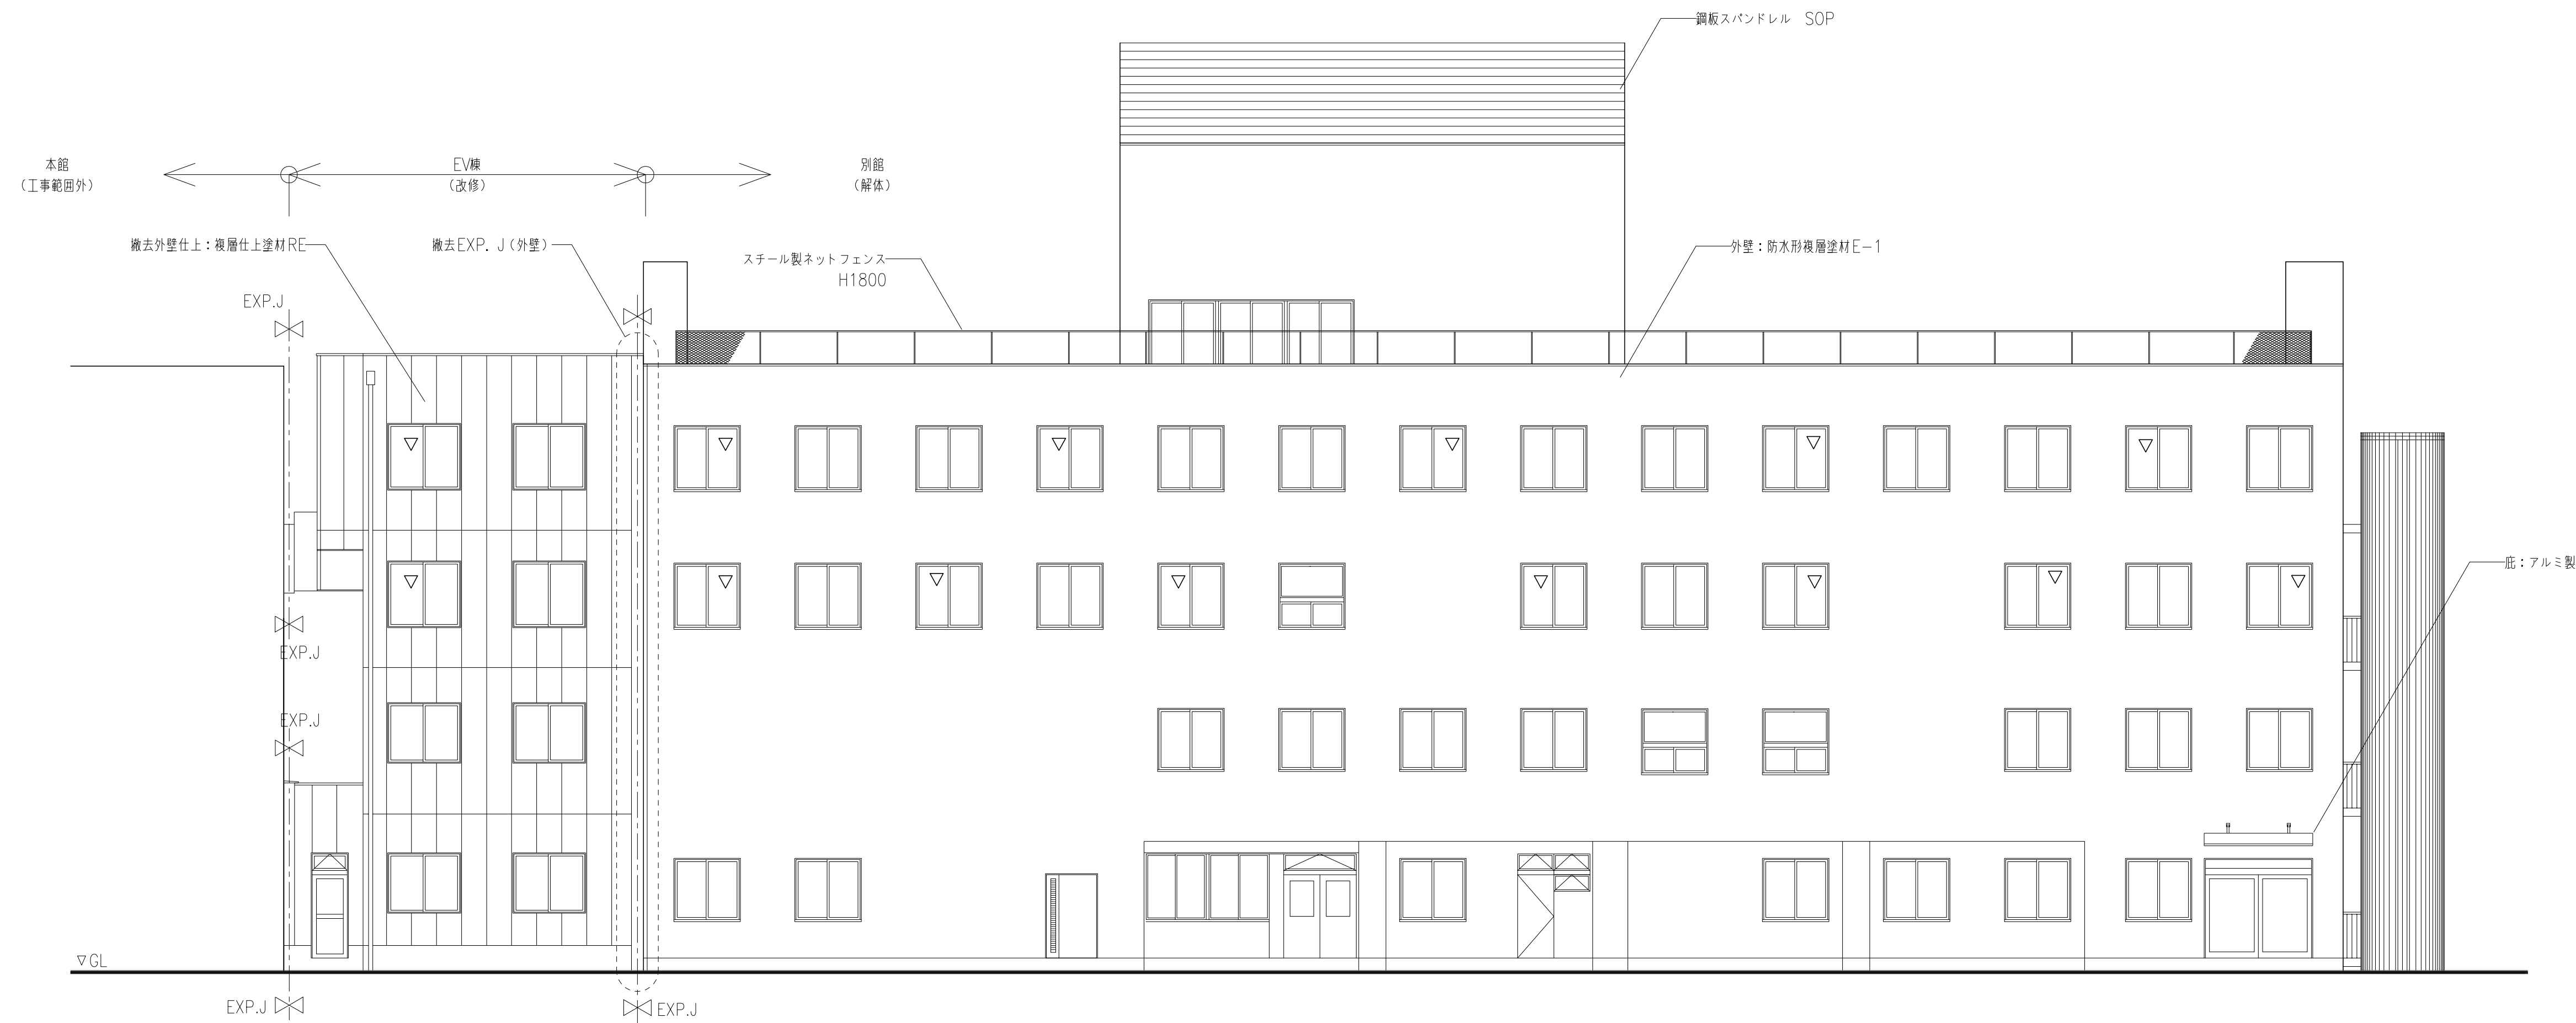 鋼板スパンドレル　SOP
本館
（工事範囲外）
EV棟
（改修）
別館
（解体）
撤去外壁仕上：複層仕上塗材RE
撤去EXP. J（外壁）
スチール製ネットフェンス
H1800
外壁：防水形複層塗材E－1
EXP.J
庇：アルミ製
EXP.J
EXP.J
▽GL
EXP.J
EXP.J